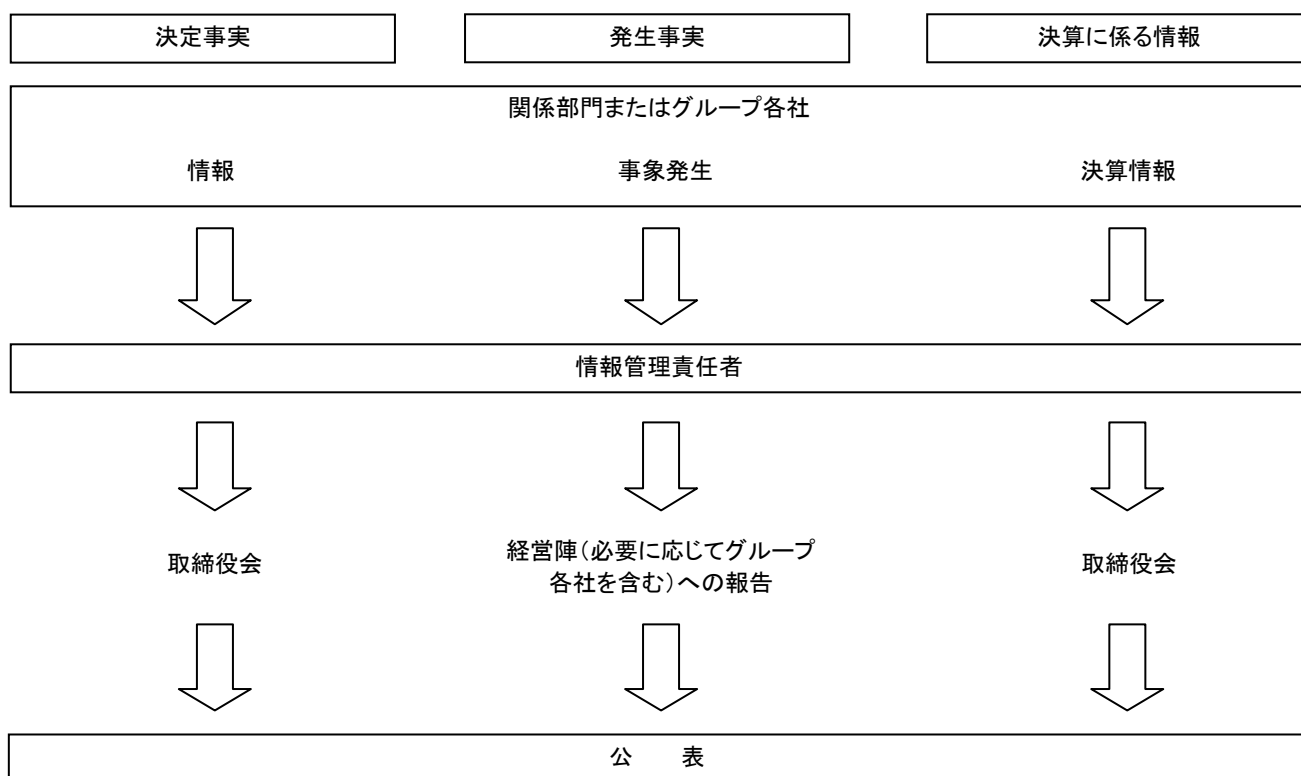 決定事実
発生事実
決算に係る情報
関係部門またはグループ各社
情報
事象発生
決算情報
情報管理責任者
取締役会
経営陣（必要に応じてグループ
各社を含む）への報告
取締役会
公　　表